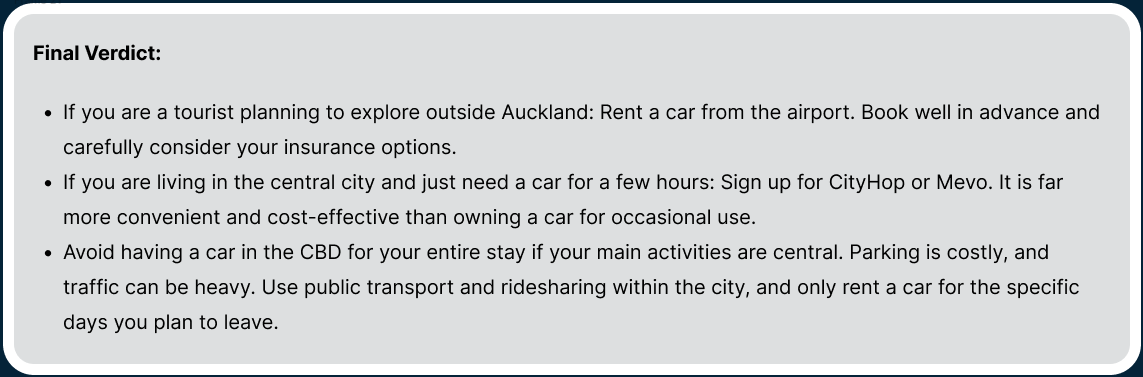 Final Verdict:
• If you are a tourist planning to explore outside Auckland: Rent a car from the airport. Book well in advance and
carefully consider your insurance options.
• If you are living in the central city and just need a car for a few hours: Sign up for CityHop or Mevo. It is far
more convenient and cost-effective than owning a car for occasional use.
• Avoid having a car in the CBD for your entire stay if your main activities are central. Parking is costly, and
traffic can be heavy. Use public transport and ridesharing within the city, and only rent a car for the specific
days you plan to leave.